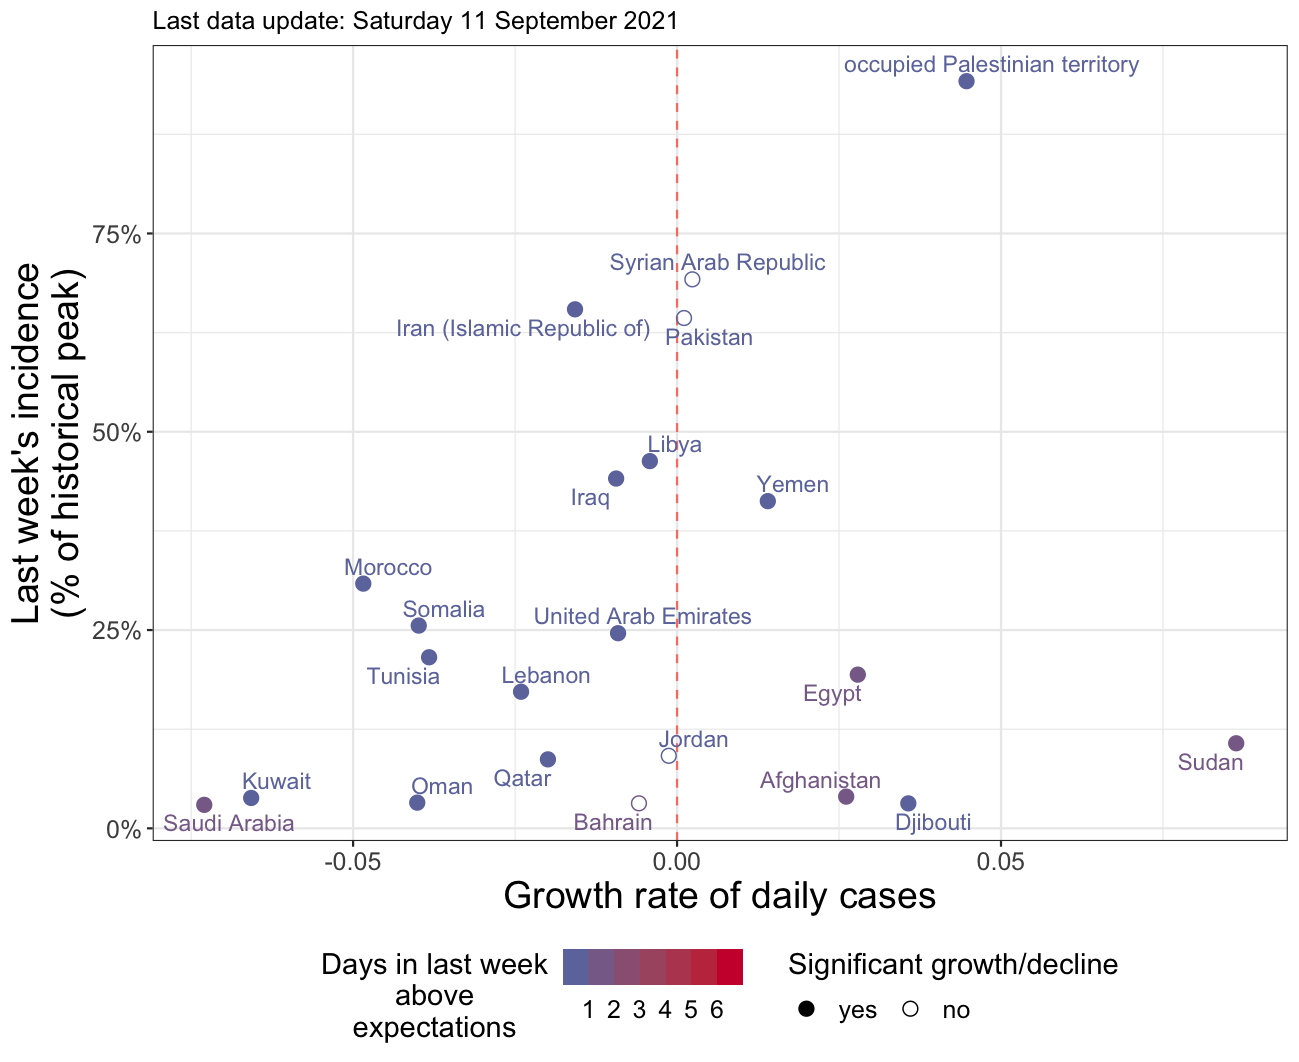 Last data update: Saturday 11 September 2021
occupied Palestinian territory
75%
Syrian Arab Republic
Iran (Islamic Republic of)
Pakistan
50%
Libya
Iraq
Yemen
Morocco
Somalia
United Arab Emirates
25%
Tunisia
Lebanon
Egypt
Jordan
Sudan
Qatar
Kuwait
Oman
Afghanistan
Saudi Arabia
Bahrain
Djibouti
0%
Last week's incidence
(% of historical peak)
-0.05 0.00 0.05
Growth rate of daily cases
Days in last week
above
expectations
1 2 3 4 5 6
Significant growth/decline
yes no